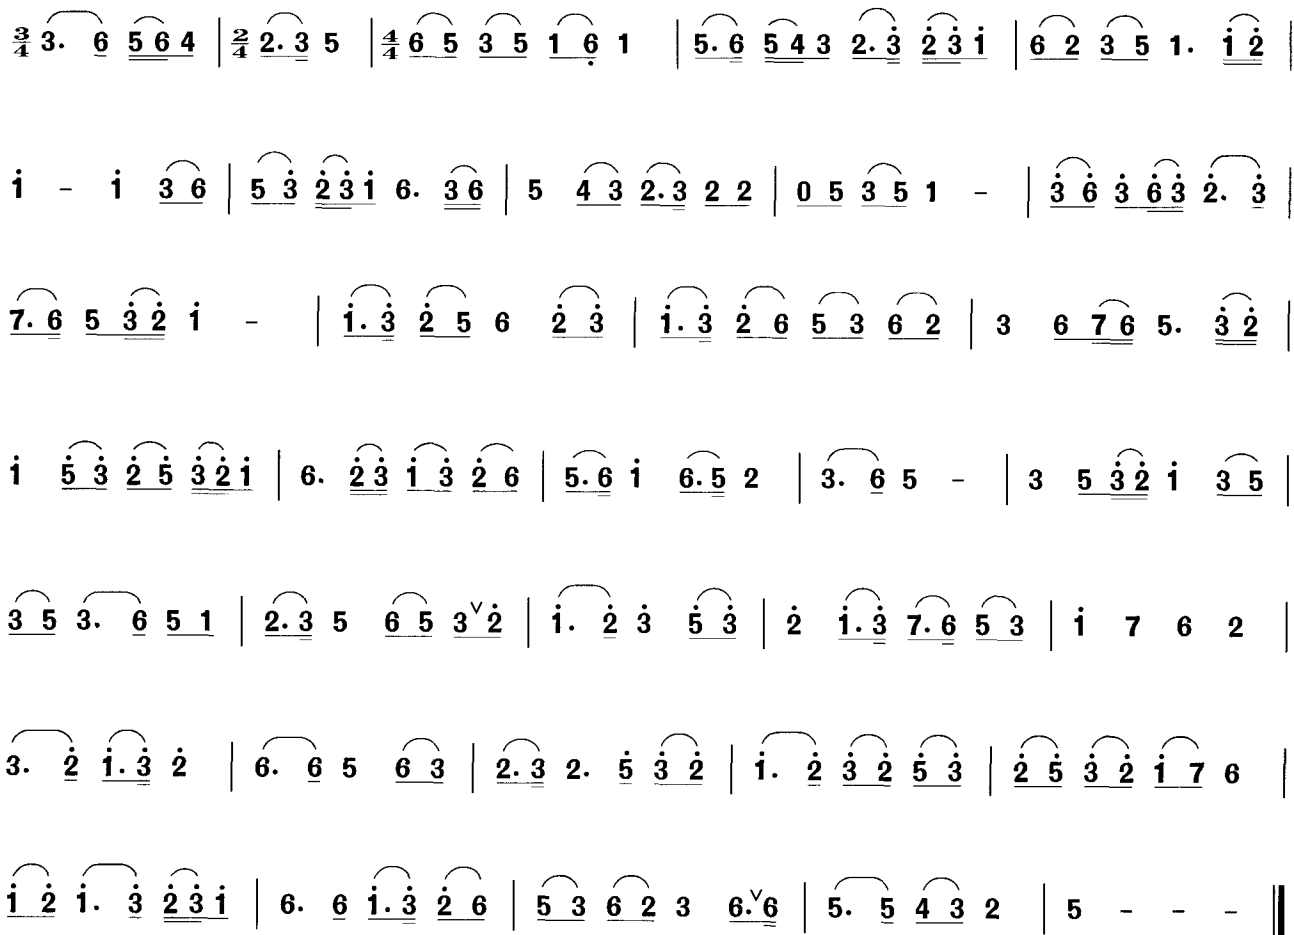 3/4 3. 6 5 6 4 | 2/4 2. 3 5 | 4/4 6 5 3 5 1 6̣ 1 | 5. 6 5 4 3 2. 3̇ 2̇ 3̇ 1̇ | 6 2 3 5 1. 1̇ 2̇ |
1̇ – 1̇ 3 6 | 5 3̇ 2̇ 3̇ 1̇ 6. 3 6 | 5 4 3 2. 3 2 2 | 0 5 3 5 1 – | 3̇ 6̇ 3̇ 6̇ 3̇ 2̇. 3̇ |
7. 6 5 3̇ 2̇ 1̇ – | 1̇. 3̇ 2̇ 5 6 2̇ 3̇ | 1̇. 3̇ 2̇ 6 5 3 6 2 | 3 6 7 6 5. 3̇ 2̇ |
1̇ 5̇ 3̇ 2̇ 5̇ 3̇ 2̇ 1̇ | 6. 2̇ 3̇ 1̇ 3̇ 2̇ 6 | 5. 6 1̇ 6. 5 2 | 3. 6 5 – | 3 5 3̇ 2̇ 1̇ 3 5 |
3 5 3. 6 5 1 | 2. 3 5 6 5 3 ∨ 2̇ | 1̇. 2̇ 3̇ 5̇ 3̇ | 2̇ 1̇. 3̇ 7. 6 5 3 | 1̇ 7 6 2 |
3. 2̇ 1̇. 3̇ 2̇ | 6. 6 5 6 3 | 2. 3 2. 5̇ 3̇ 2̇ | 1̇. 2̇ 3̇ 2̇ 5̇ 3̇ | 2̇ 5̇ 3̇ 2̇ 1̇ 7 6 |
1̇ 2̇ 1̇. 3̇ 2̇ 3̇ 1̇ | 6. 6 1̇. 3̇ 2̇ 6 | 5 3 6 2 3 6. ∨ 6 | 5. 5 4 3 2 | 5 – – – ‖